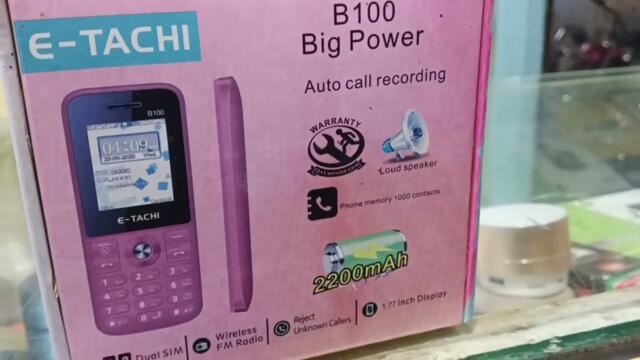 E-TACHI
B100
Big Power
Auto call recording
B100
04:09
E-TACHI
WARRANTY
Loud speaker
Phone memory 1000 contacts
2200mAh
Dual SIM
Wireless
FM Radio
Reject
Unknown Callers
1.77 inch Display